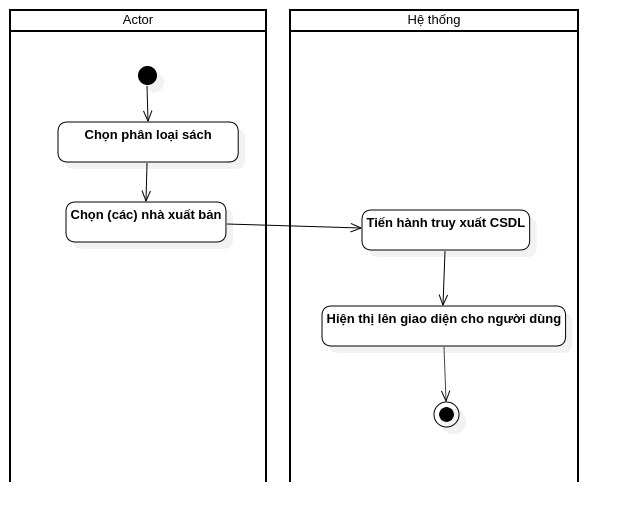 Actor
Hệ thống
Chọn phân loại sách
Chọn (các) nhà xuất bản
Tiến hành truy xuất CSDL
Hiện thị lên giao diện cho người dùng